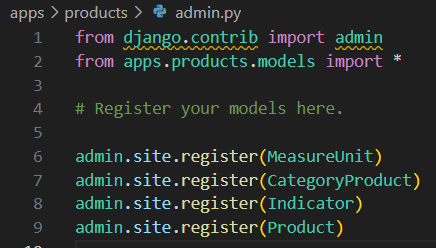 apps > products > admin.py
1 from django.contrib import admin
2 from apps.products.models import *
3
4 # Register your models here.
5
6 admin.site.register(MeasureUnit)
7 admin.site.register(CategoryProduct)
8 admin.site.register(Indicator)
9 admin.site.register(Product)